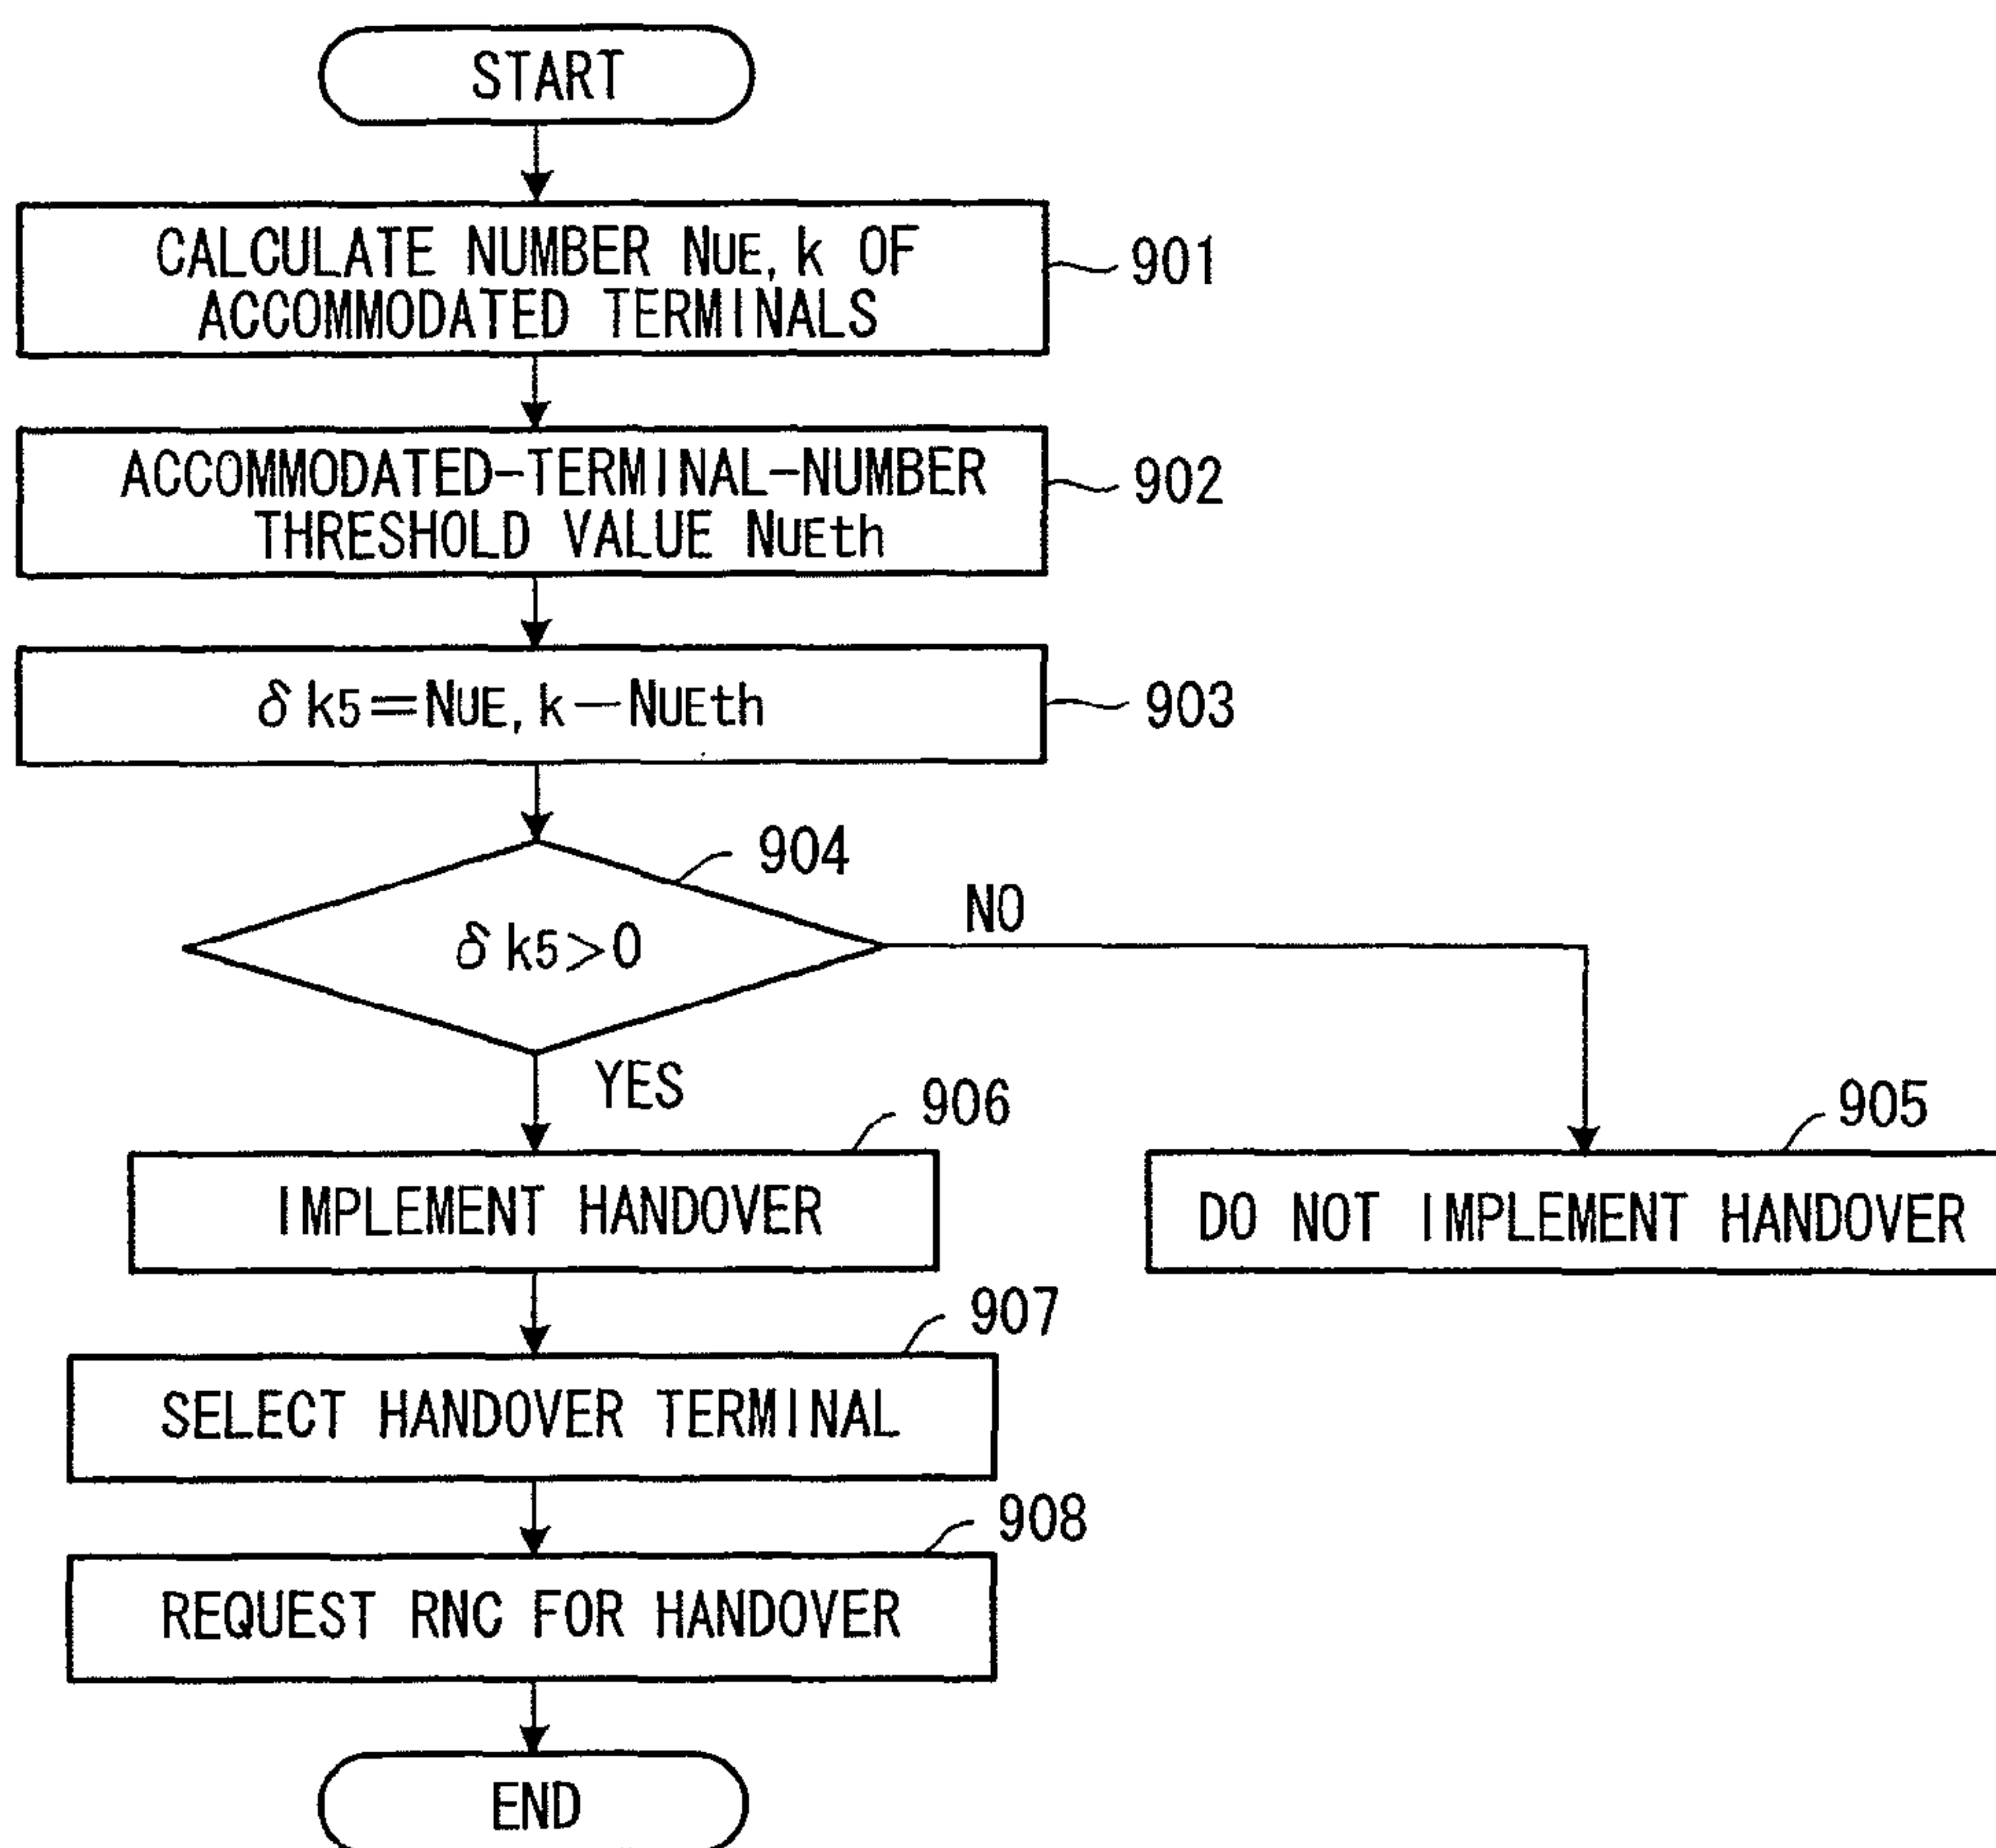 START
CALCULATE NUMBER NUE, k OF
ACCOMMODATED TERMINALS
901
ACCOMMODATED-TERMINAL-NUMBER
THRESHOLD VALUE NUEth
902
δk5=NUE, k-NUEth
903
904
δk5>0
NO
YES
906
IMPLEMENT HANDOVER
905
DO NOT IMPLEMENT HANDOVER
907
SELECT HANDOVER TERMINAL
908
REQUEST RNC FOR HANDOVER
END